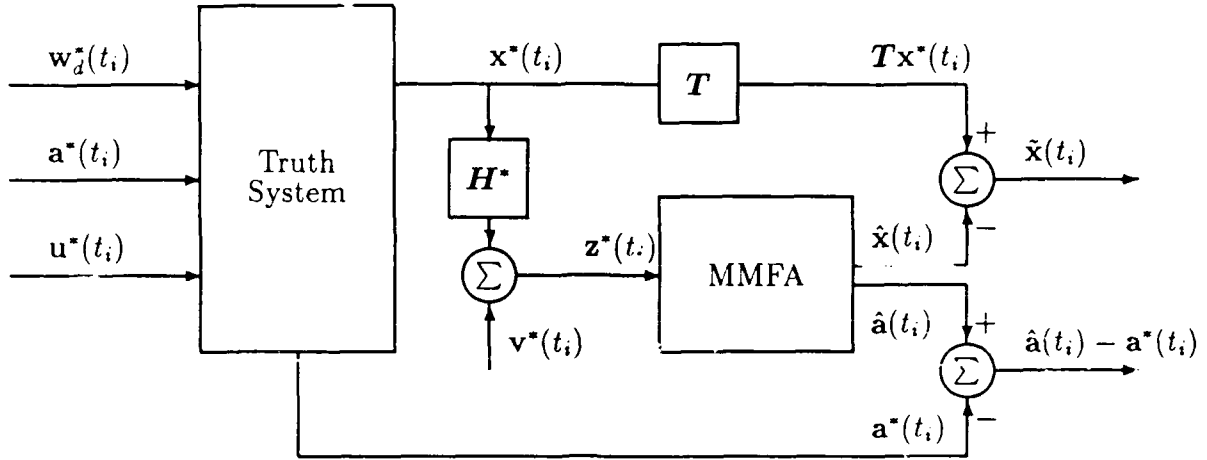 w*_d(t_i)
x*(t_i)
T
Tx*(t_i)
+
a*(t_i)
Truth
System
H*
Σ
x̃(t_i)
−
u*(t_i)
z*(t_i)
MMFA
x̂(t_i)
Σ
v*(t_i)
â(t_i)
+
Σ
â(t_i) − a*(t_i)
−
a*(t_i)